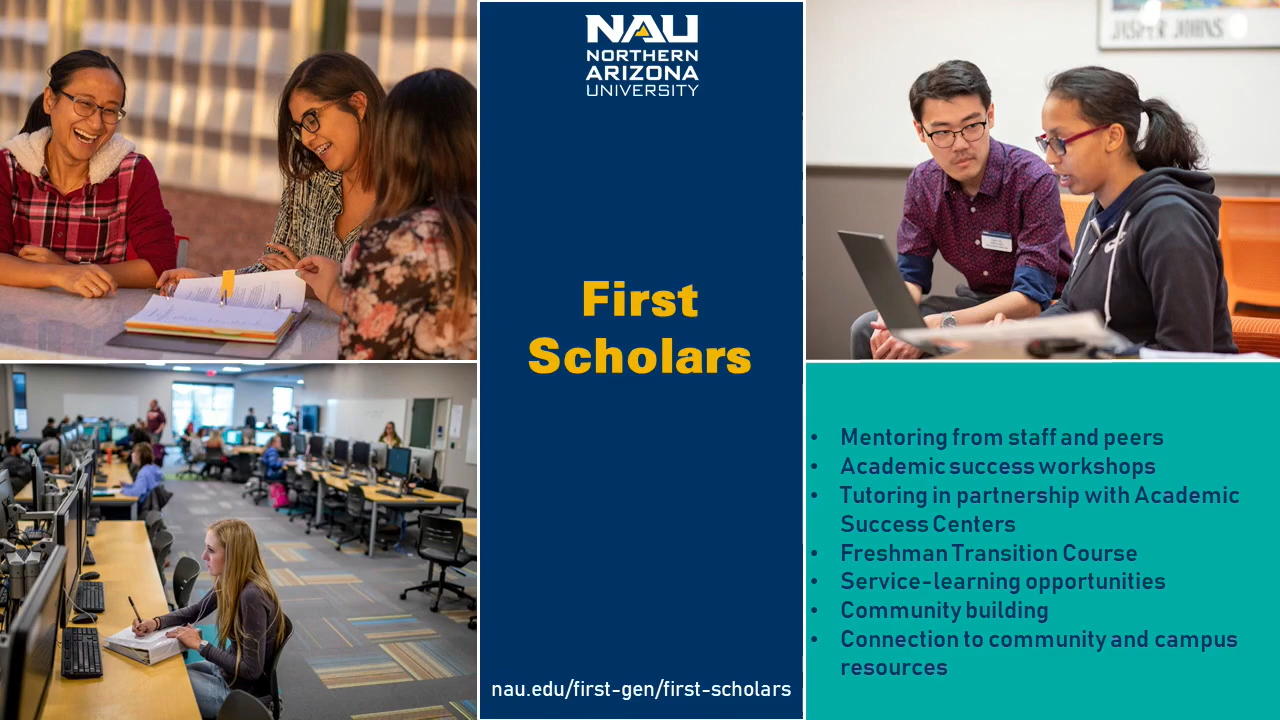 NAU
NORTHERN
ARIZONA
UNIVERSITY
First
Scholars
nau.edu/first-gen/first-scholars
JASPER JOHNS
• Mentoring from staff and peers
• Academic success workshops
• Tutoring in partnership with Academic
Success Centers
• Freshman Transition Course
• Service-learning opportunities
• Community building
• Connection to community and campus
resources